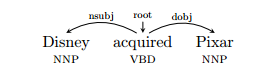 nsubj root dobj
Disney acquired Pixar
NNP VBD NNP